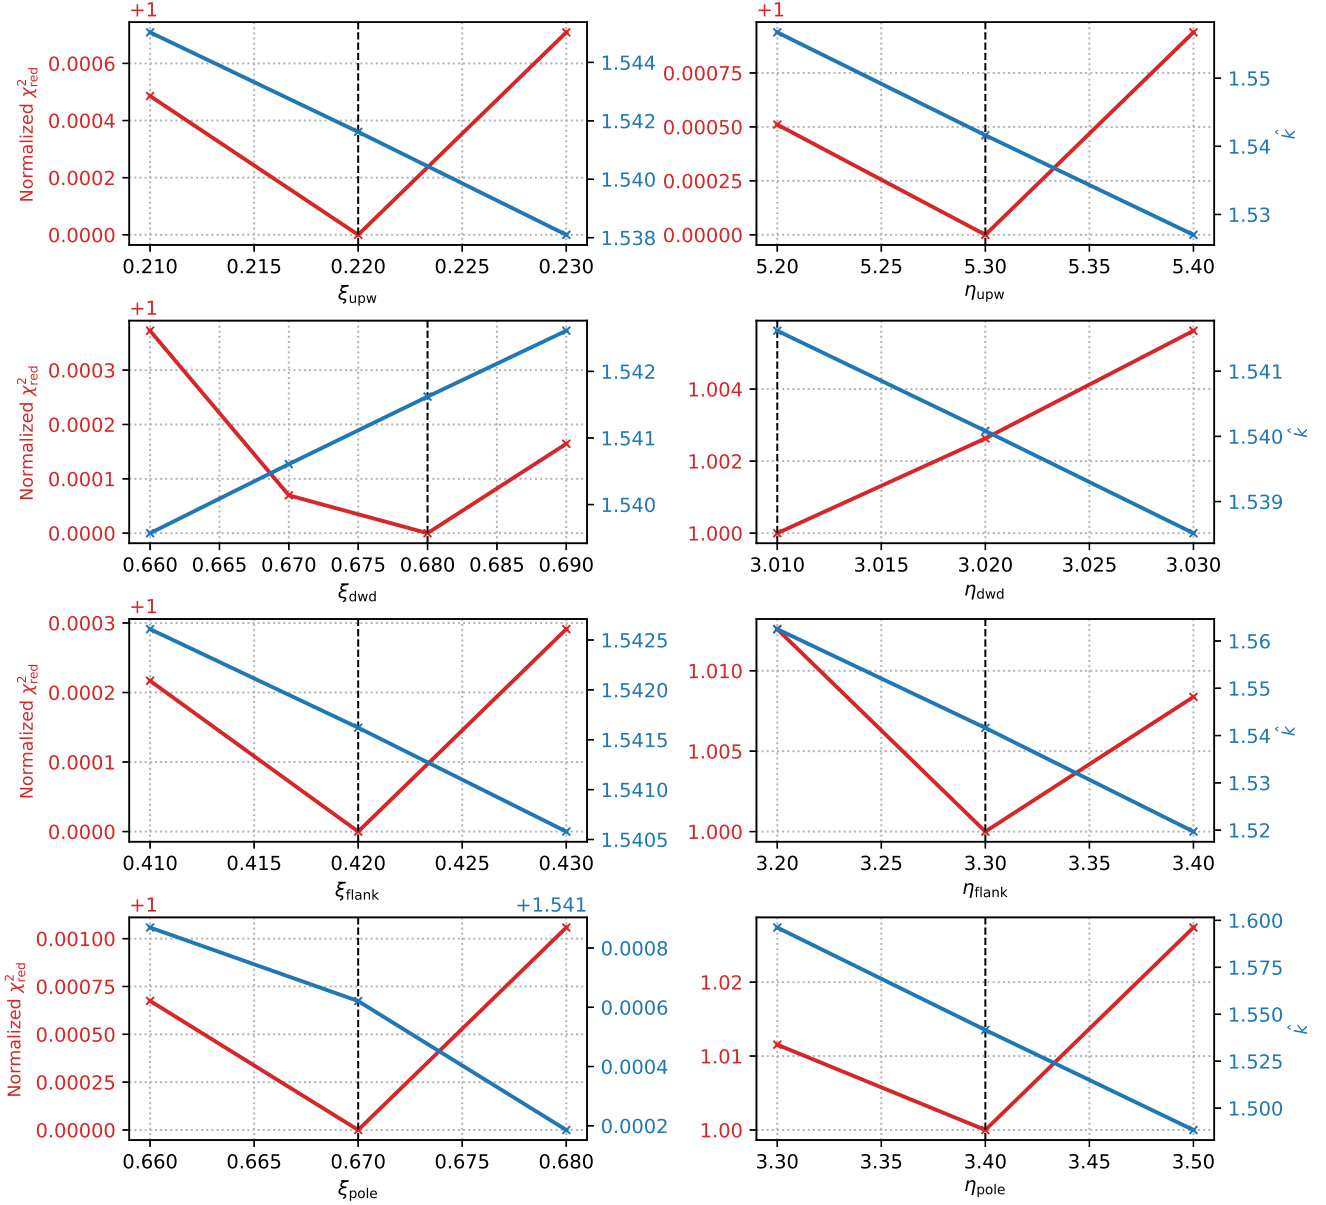 +1
Normalized χ²red
0.0006
0.0004
0.0002
0.0000
1.544
1.542
1.540
1.538
0.210 0.215 0.220 0.225 0.230
ξupw
+1
0.00075
0.00050
0.00025
0.00000
1.55
1.54
1.53
k̂
5.20 5.25 5.30 5.35 5.40
ηupw
+1
Normalized χ²red
0.0003
0.0002
0.0001
0.0000
1.542
1.541
1.540
0.660 0.665 0.670 0.675 0.680 0.685 0.690
ξdwd
1.004
1.002
1.000
1.541
1.540
1.539
k̂
3.010 3.015 3.020 3.025 3.030
ηdwd
+1
Normalized χ²red
0.0003
0.0002
0.0001
0.0000
1.5425
1.5420
1.5415
1.5410
1.5405
0.410 0.415 0.420 0.425 0.430
ξflank
1.010
1.005
1.000
1.56
1.55
1.54
1.53
1.52
k̂
3.20 3.25 3.30 3.35 3.40
ηflank
+1
+1.541
Normalized χ²red
0.00100
0.00075
0.00050
0.00025
0.00000
0.0008
0.0006
0.0004
0.0002
0.660 0.665 0.670 0.675 0.680
ξpole
1.02
1.01
1.00
1.600
1.575
1.550
1.525
1.500
k̂
3.30 3.35 3.40 3.45 3.50
ηpole